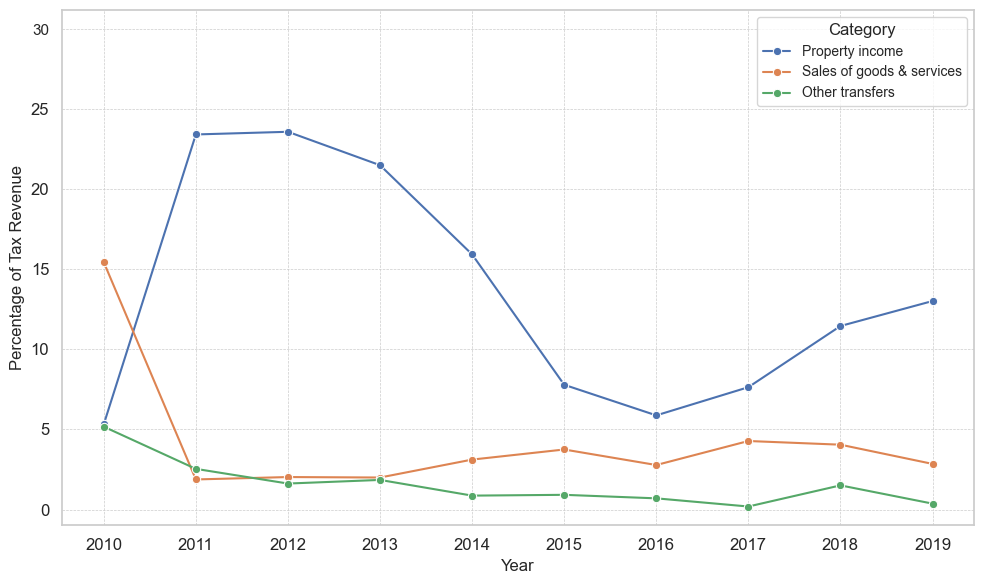 Category
Property income
Sales of goods & services
Other transfers
Percentage of Tax Revenue
30
25
20
15
10
5
0
2010 2011 2012 2013 2014 2015 2016 2017 2018 2019
Year